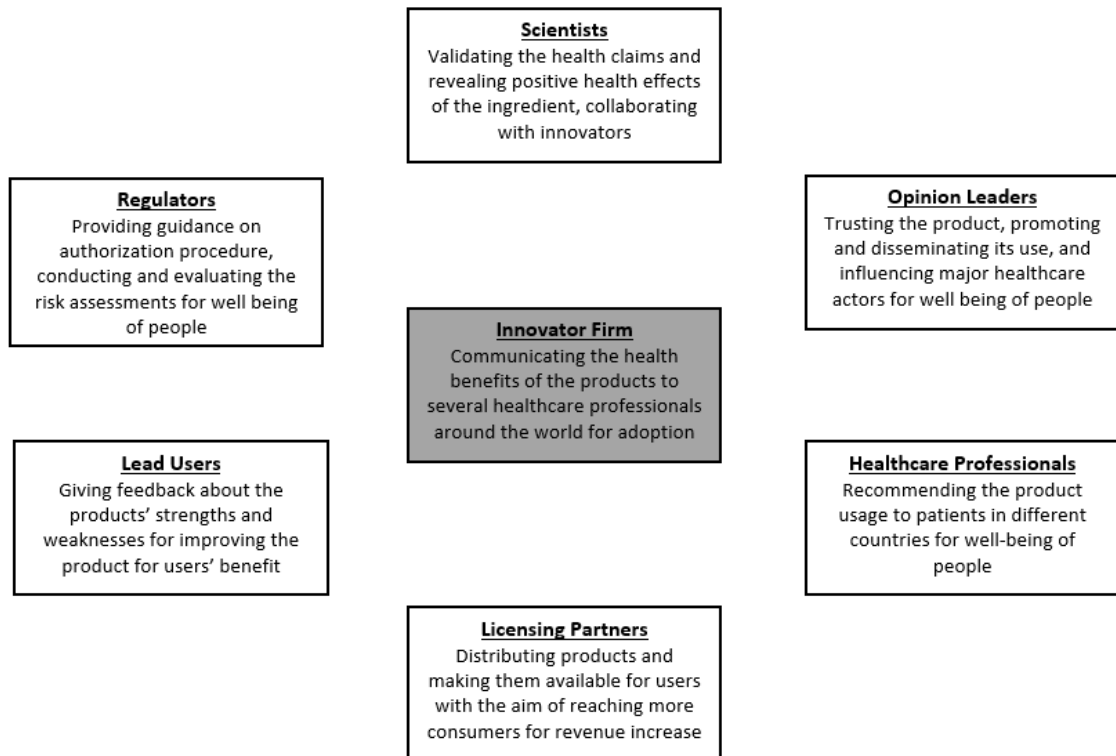 Scientists
Validating the health claims and
revealing positive health effects
of the ingredient, collaborating
with innovators
Regulators
Providing guidance on
authorization procedure,
conducting and evaluating the
risk assessments for well being
of people
Opinion Leaders
Trusting the product, promoting
and disseminating its use, and
influencing major healthcare
actors for well being of people
Innovator Firm
Communicating the health
benefits of the products to
several healthcare professionals
around the world for adoption
Lead Users
Giving feedback about the
products’ strengths and
weaknesses for improving the
product for users’ benefit
Healthcare Professionals
Recommending the product
usage to patients in different
countries for well-being of
people
Licensing Partners
Distributing products and
making them available for users
with the aim of reaching more
consumers for revenue increase